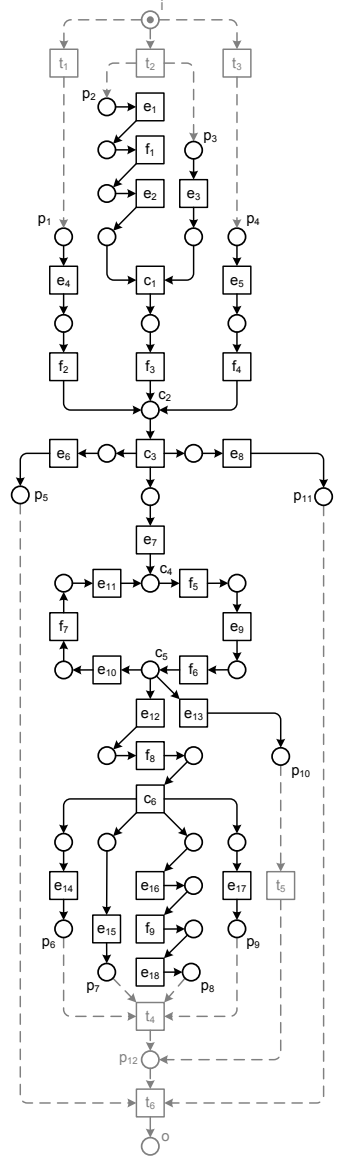 i
t1 t2 t3
p2 e1
f1 p3
e2 e3
p1 p4
e4 c1 e5
f2 f3 f4
c2
e6 c3 e8
p5 p11
e7
c4
e11 f5
f7 e9
c5
e10 f6
e12 e13
f8
p10
c6
e14 e16 e17 t5
e15 f9
p6 p9
e18
p7 p8
t4
p12
t6
o